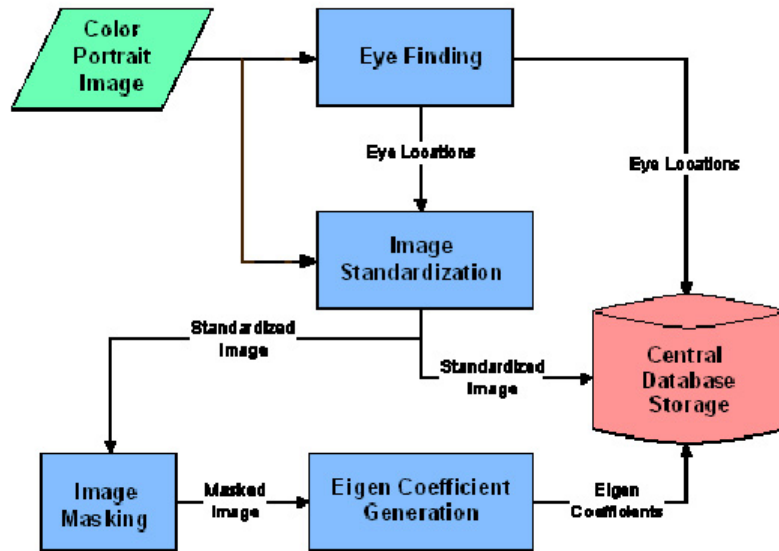 Color
Portrait
Image
Eye Finding
Eye Locations
Eye Locations
Image
Standardization
Standardized
Image
Standardized
Image
Central
Database
Storage
Image
Masking
Masked
Image
Eigen Coefficient
Generation
Eigen
Coefficients